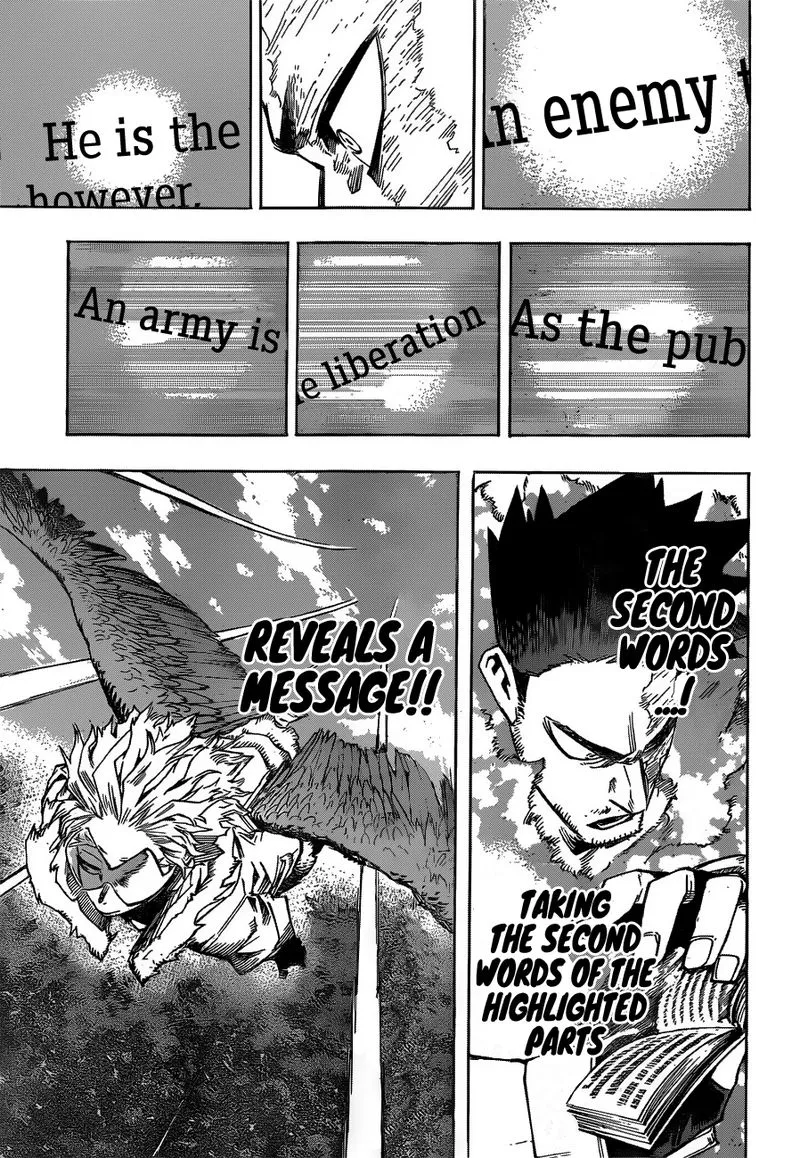 An enemy
He is the
however,
As the pub
liberation
An army is
THE
SECOND
WORDS
....!
TAKING
THE SECOND
WORDS OF THE
HIGHLIGHTED
PARTS
REVEALS A
MESSAGE!!